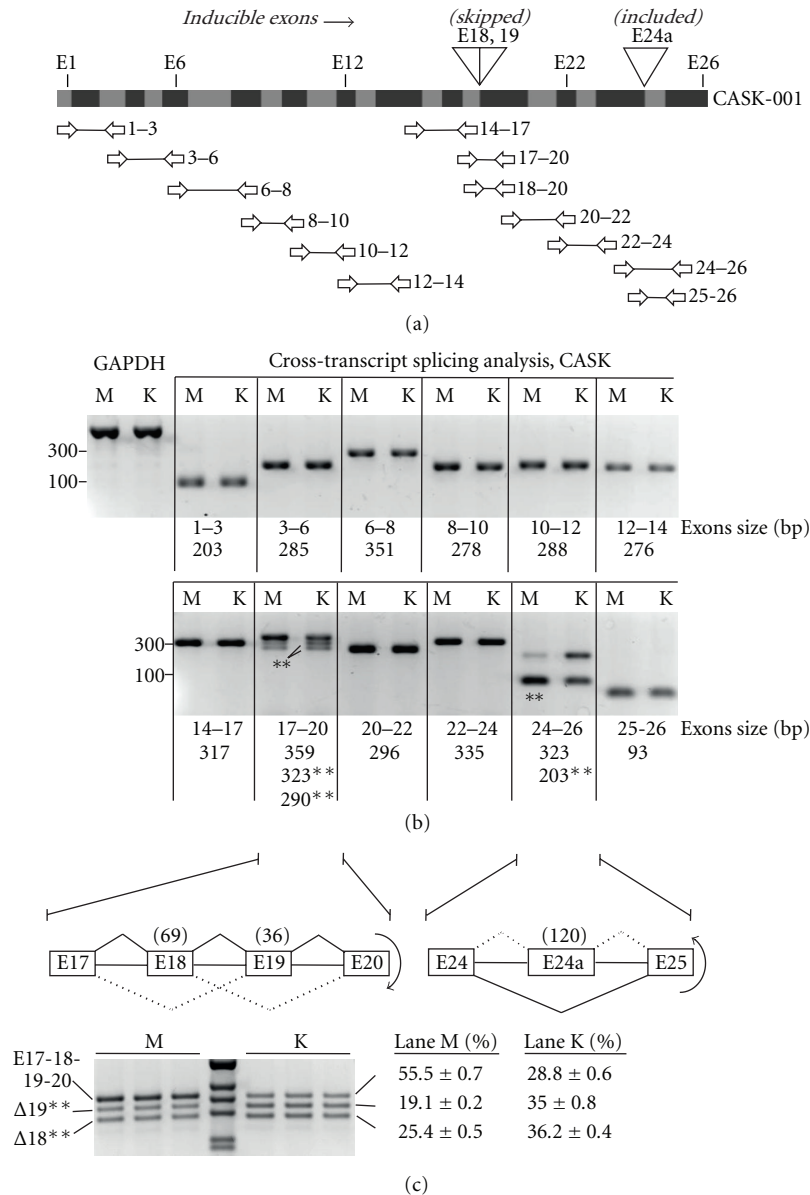 Inducible exons → (skipped) (included)
E18, 19 E24a
E1 E6 E12 E22 E26
CASK-001
1–3 14–17
3–6 17–20
6–8 18–20
8–10 20–22
10–12 22–24
12–14 24–26
25-26
(a)
GAPDH Cross-transcript splicing analysis, CASK
M K M K M K M K M K M K M K
300
100
1–3 3–6 6–8 8–10 10–12 12–14 Exons size (bp)
203 285 351 278 288 276
M K M K M K M K M K M K
300
100
** **
14–17 17–20 20–22 22–24 24–26 25-26 Exons size (bp)
317 359 296 335 323 93
323** 203**
290**
(b)
(69) (36) (120)
E17 E18 E19 E20 E24 E24a E25
M K Lane M (%) Lane K (%)
E17-18-
19-20 55.5 ± 0.7 28.8 ± 0.6
Δ19** 19.1 ± 0.2 35 ± 0.8
Δ18** 25.4 ± 0.5 36.2 ± 0.4
(c)